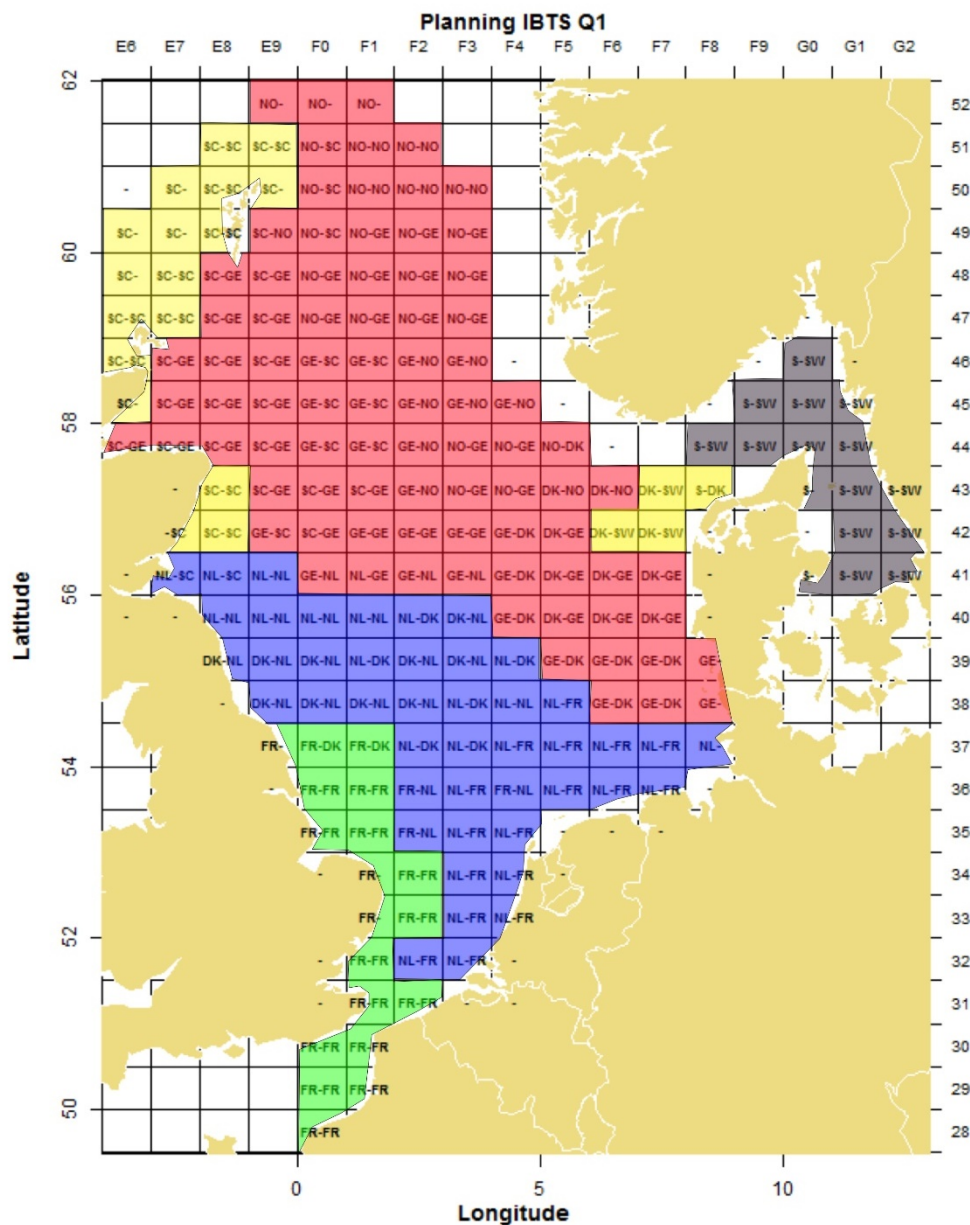 Planning IBTS Q1
E6 E7 E8 E9 F0 F1 F2 F3 F4 F5 F6 F7 F8 F9 G0 G1 G2
62
NO- NO- NO- 52
SC-SC SC-SC NO-SC NO-NO NO-NO 51
- SC- SC-SC SC- NO-SC NO-NO NO-NO NO-NO 50
SC- SC- SC-SC SC-NO NO-SC NO-GE NO-GE NO-GE 49
60
SC- SC-SC SC-GE SC-GE NO-GE NO-GE NO-GE NO-GE 48
SC-SC SC-SC SC-GE SC-GE NO-GE NO-GE NO-GE NO-GE - 47
SC-SC SC-GE SC-GE SC-GE GE-SC GE-SC GE-NO GE-NO - - S-SW - 46
SC- SC-GE SC-GE SC-GE GE-SC GE-SC GE-NO GE-NO GE-NO - - S-SW S-SW S-SW 45
58
SC-GE SC-GE SC-GE SC-GE GE-SC GE-SC GE-NO NO-GE NO-GE NO-DK - - S-SW S-SW S-SW S-SW 44
- SC-SC SC-GE SC-GE SC-GE GE-NO NO-GE NO-GE DK-NO DK-NO DK-SW S-DK S- S-SW S-SW 43
-SC SC-SC GE-SC SC-GE GE-DK GE-DK GE-DK GE-DK DK-GE DK-SW DK-SW - - S-SW S-SW 42
- NL-SC NL-SC NL-NL GE-NL NL-GE GE-NL GE-NL GE-DK DK-GE DK-GE DK-GE - S- S-SW S-SW 41
56
- - NL-NL NL-NL NL-NL NL-NL NL-DK DK-NL GE-DK DK-GE DK-GE DK-GE - 40
DK-NL DK-NL DK-NL NL-DK DK-NL DK-NL NL-DK GE-DK GE-DK GE-DK GE- 39
- DK-NL DK-NL DK-NL NL-DK DK-NL NL-NL NL-FR GE-DK GE-DK GE- 38
FR- FR-DK FR-DK NL-DK NL-DK NL-FR NL-FR NL-FR NL-FR NL- 37
54
- FR-FR FR-FR NL-FR NL-FR FR-NL NL-FR NL-FR NL-FR - 36
FR-FR FR-FR FR-NL NL-FR NL-FR - - - 35
- FR- FR-FR NL-FR NL-FR - 34
FR- FR-FR NL-FR NL-FR 33
52
- FR-FR NL-FR NL-FR - 32
- FR-FR FR-FR - - 31
FR-FR FR-FR 30
FR-FR FR-FR 29
50
FR-FR 28
0 5 10
Longitude
Latitude